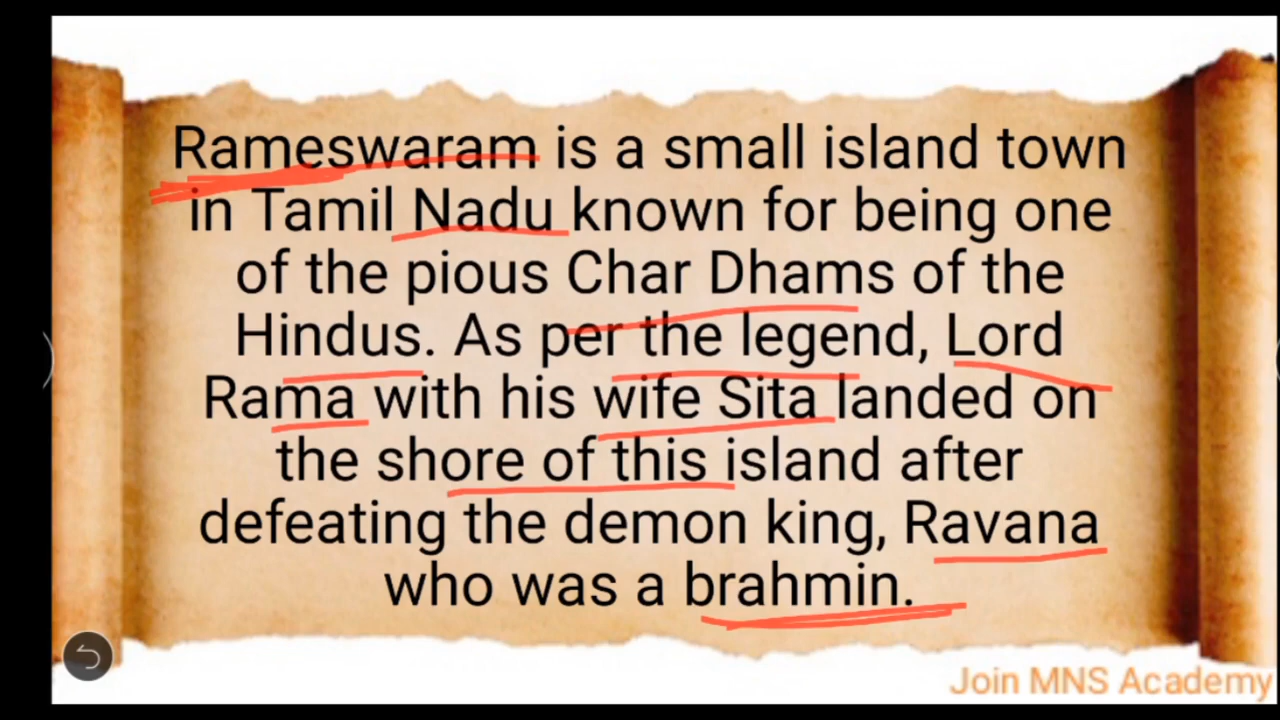 Rameswaram is a small island town
in Tamil Nadu known for being one
of the pious Char Dhams of the
Hindus. As per the legend, Lord
Rama with his wife Sita landed on
the shore of this island after
defeating the demon king, Ravana
who was a brahmin.
Join MNS Academy